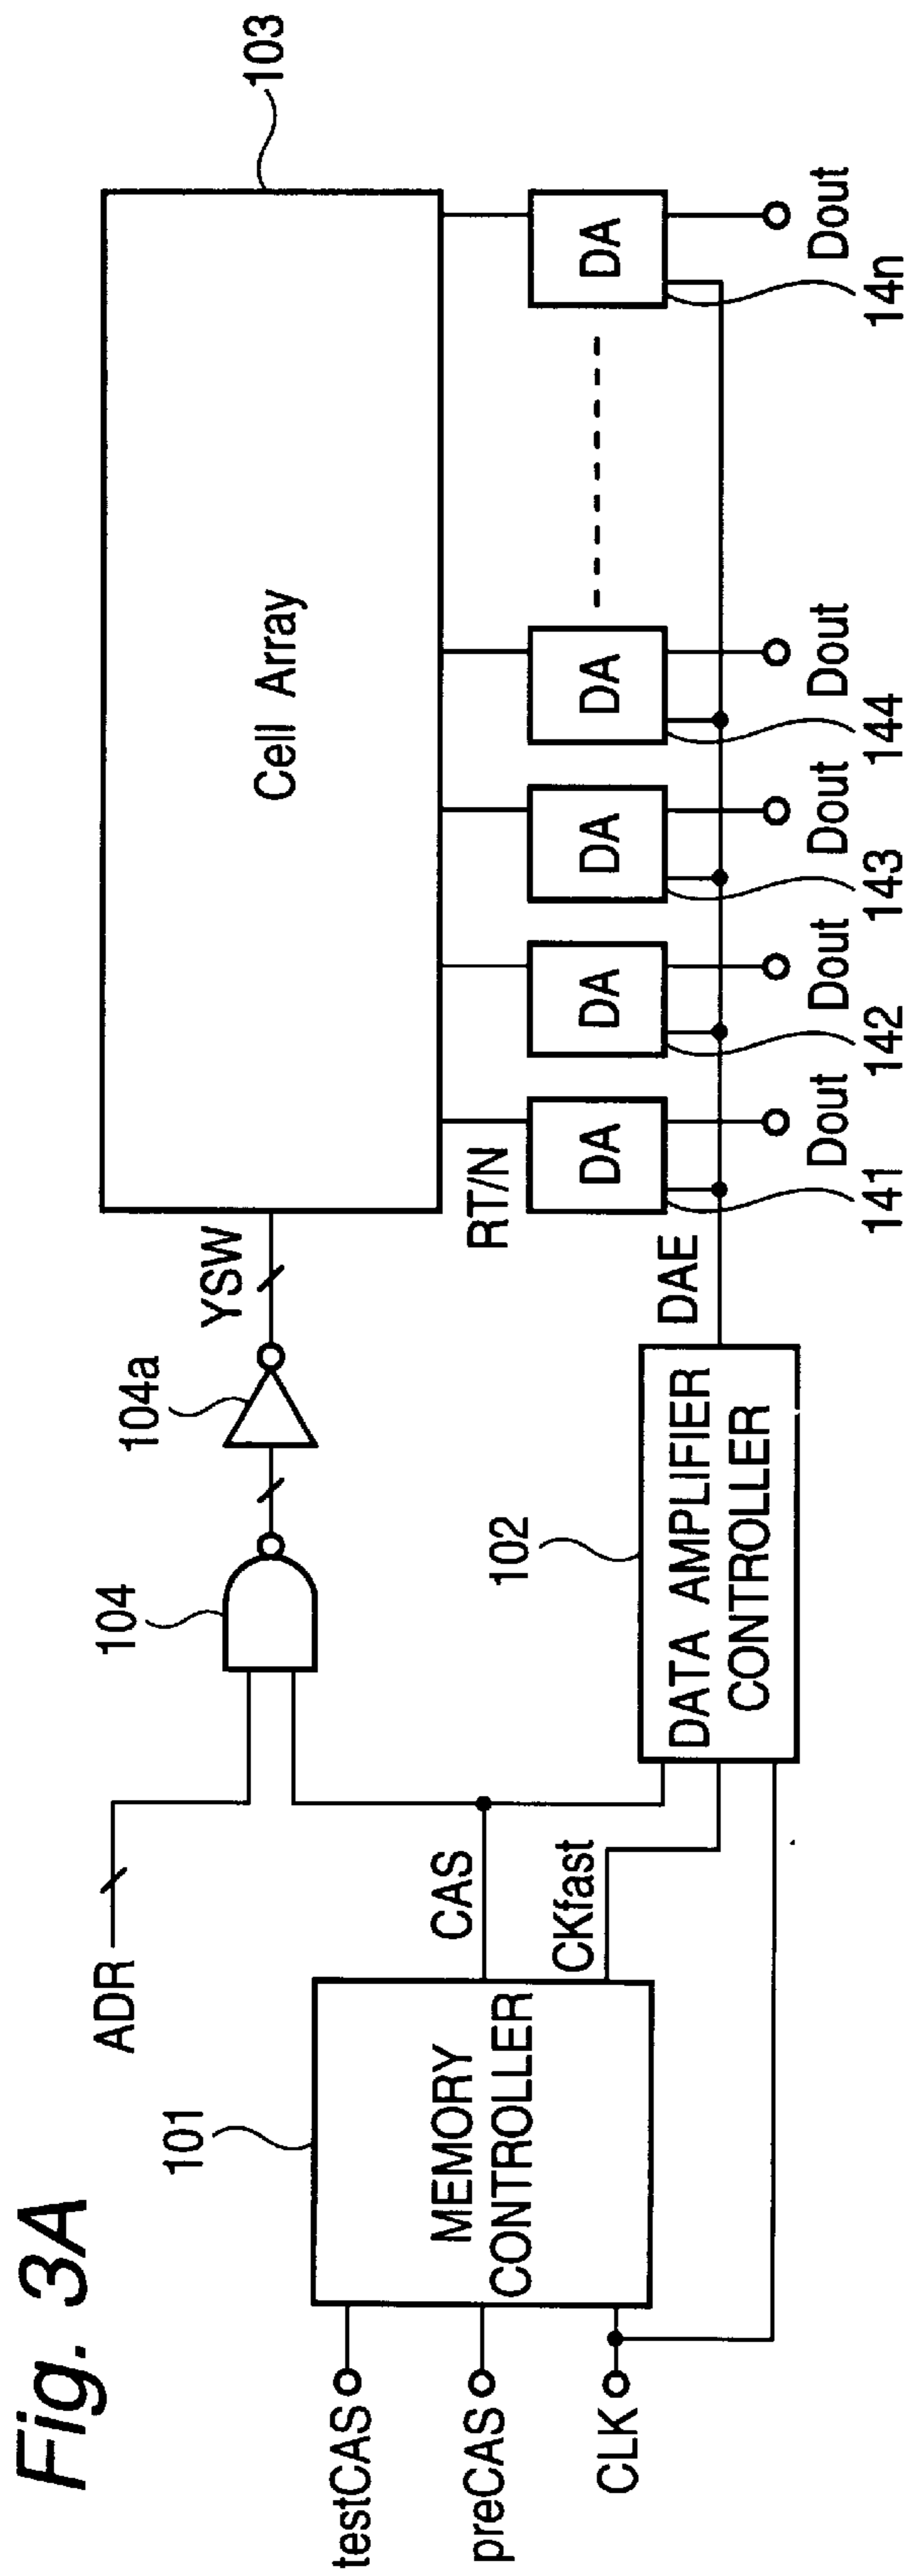 Fig. 3A
testCAS
preCAS
CLK
101
MEMORY
CONTROLLER
ADR
CAS
CKfast
104
104a
YSW
102
DATA AMPLIFIER
CONTROLLER
DAE
RT/N
103
Cell Array
DA
DA
DA
DA
DA
Dout
Dout
Dout
Dout
Dout
141
142
143
144
14n